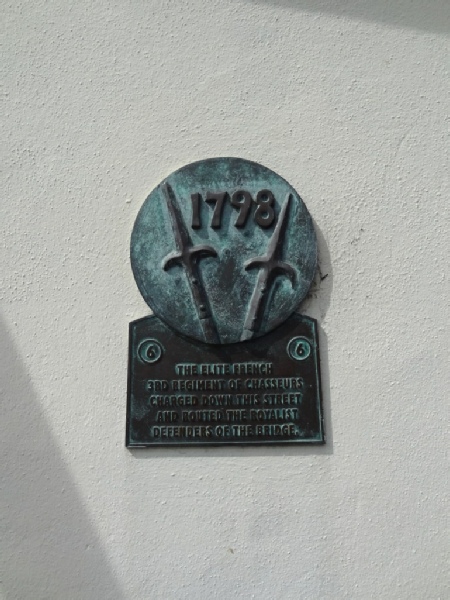 1798
6 6
THE ELITE FRENCH
3RD REGIMENT OF CHASSEURS
CHARGED DOWN THIS STREET
AND ROUTED THE ROYALIST
DEFENDERS OF THE BRIDGE.